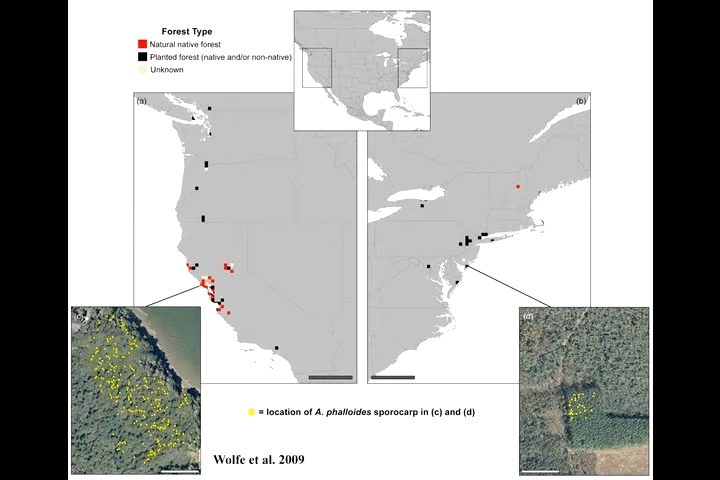 Forest Type
Natural native forest
Planted forest (native and/or non-native)
Unknown
(a)
(b)
(c)
(d)
= location of A. phalloides sporocarp in (c) and (d)
Wolfe et al. 2009